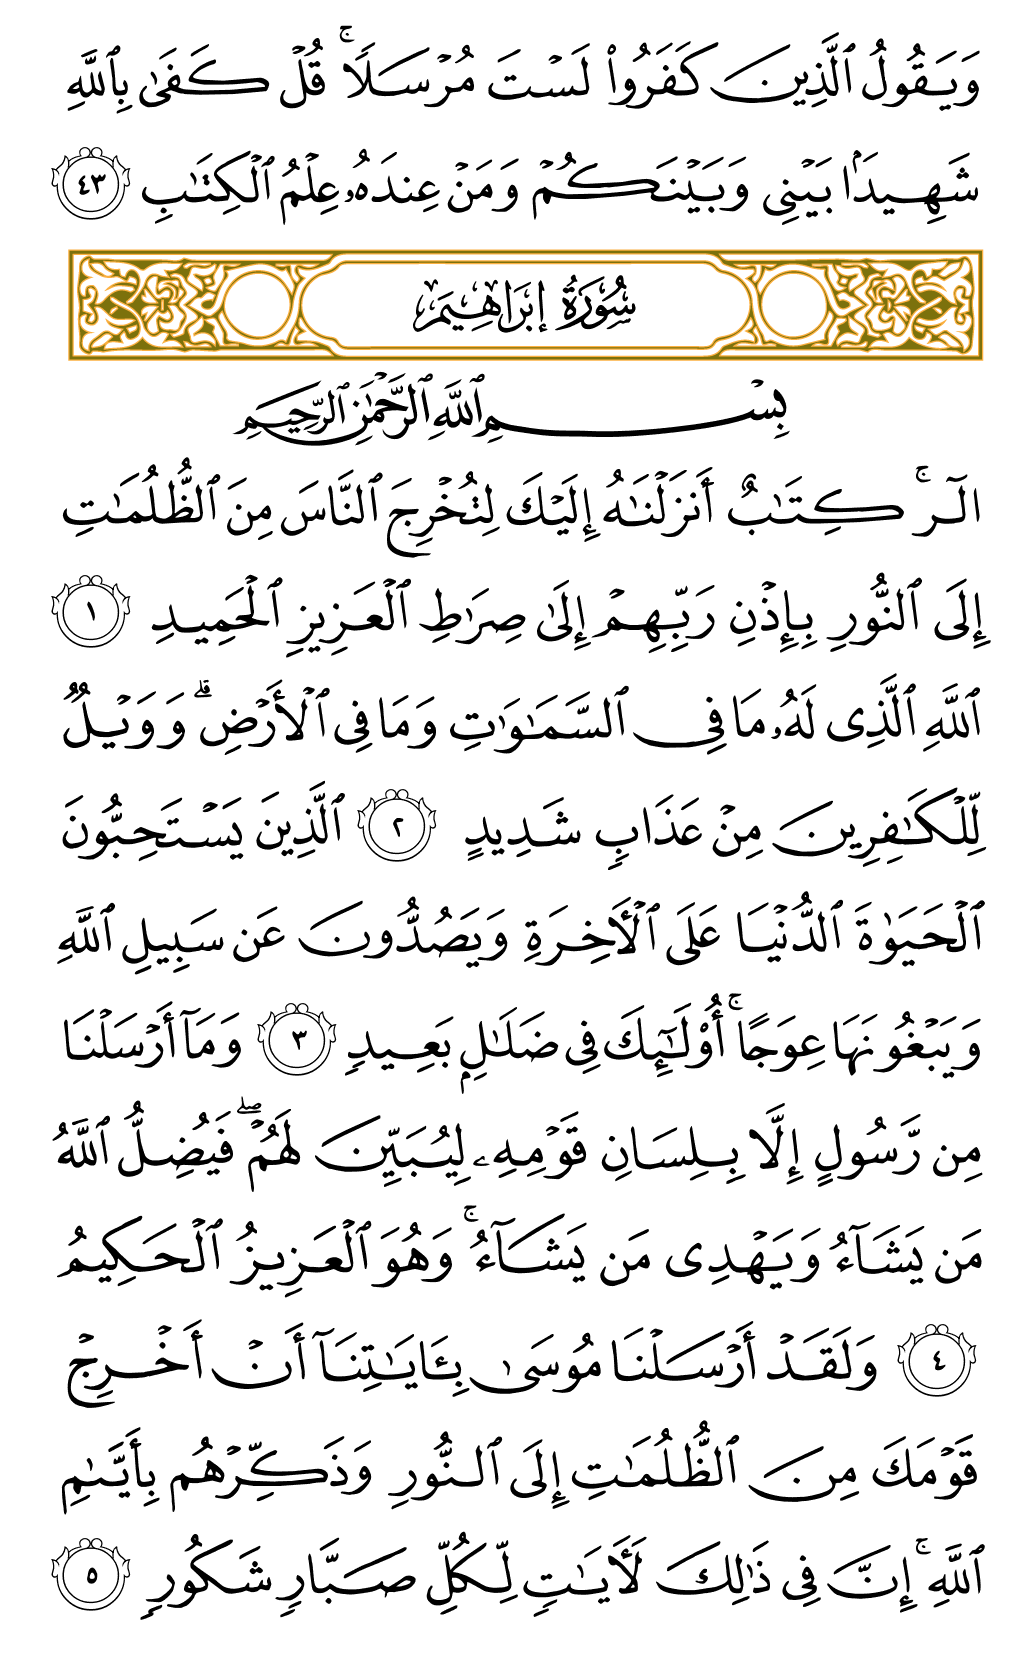 وَيَقُولُ ٱلَّذِينَ كَفَرُوا۟ لَسْتَ مُرْسَلًا ۚ قُلْ كَفَىٰ بِٱللَّهِ
شَهِيدًۢا بَيْنِى وَبَيْنَكُمْ وَمَنْ عِندَهُۥ عِلْمُ ٱلْكِتَٰبِ ٤٣
سُورَةُ إِبْرَاهِيمَ
بِسْمِ ٱللَّهِ ٱلرَّحْمَٰنِ ٱلرَّحِيمِ
الٓر ۚ كِتَٰبٌ أَنزَلْنَٰهُ إِلَيْكَ لِتُخْرِجَ ٱلنَّاسَ مِنَ ٱلظُّلُمَٰتِ
إِلَى ٱلنُّورِ بِإِذْنِ رَبِّهِمْ إِلَىٰ صِرَٰطِ ٱلْعَزِيزِ ٱلْحَمِيدِ ١
ٱللَّهِ ٱلَّذِى لَهُۥ مَا فِى ٱلسَّمَٰوَٰتِ وَمَا فِى ٱلْأَرْضِ ۗ وَوَيْلٌ
لِّلْكَٰفِرِينَ مِنْ عَذَابٍ شَدِيدٍ ٢ ٱلَّذِينَ يَسْتَحِبُّونَ
ٱلْحَيَوٰةَ ٱلدُّنْيَا عَلَى ٱلْأَخِرَةِ وَيَصُدُّونَ عَن سَبِيلِ ٱللَّهِ
وَيَبْغُونَهَا عِوَجًا ۚ أُو۟لَٰٓئِكَ فِى ضَلَٰلٍۭ بَعِيدٍ ٣ وَمَآ أَرْسَلْنَا
مِن رَّسُولٍ إِلَّا بِلِسَانِ قَوْمِهِۦ لِيُبَيِّنَ لَهُمْ ۖ فَيُضِلُّ ٱللَّهُ
مَن يَشَآءُ وَيَهْدِى مَن يَشَآءُ ۚ وَهُوَ ٱلْعَزِيزُ ٱلْحَكِيمُ
٤ وَلَقَدْ أَرْسَلْنَا مُوسَىٰ بِـَٔايَٰتِنَآ أَنْ أَخْرِجْ
قَوْمَكَ مِنَ ٱلظُّلُمَٰتِ إِلَى ٱلنُّورِ وَذَكِّرْهُم بِأَيَّىٰمِ
ٱللَّهِ ۚ إِنَّ فِى ذَٰلِكَ لَأَيَٰتٍ لِّكُلِّ صَبَّارٍ شَكُورٍ ٥